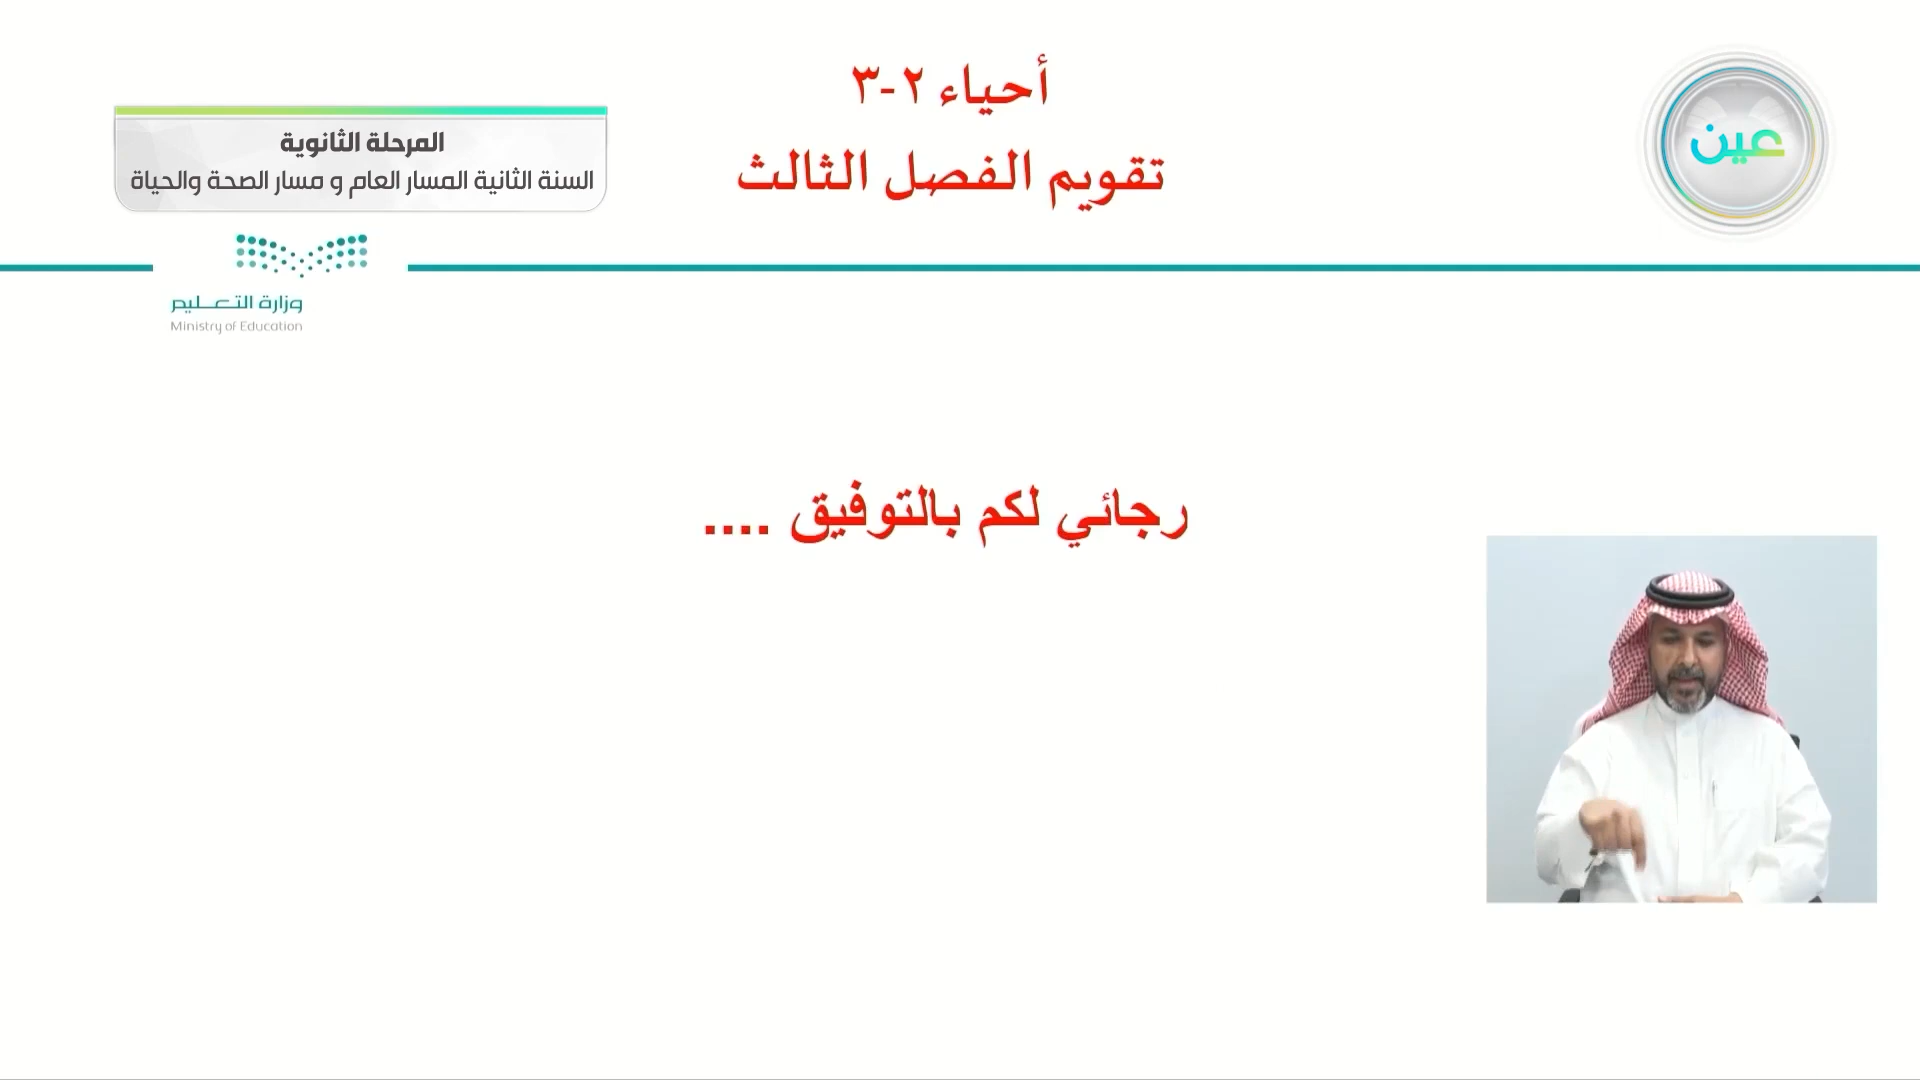 أحياء ٢-٣
تقويم الفصل الثالث
عين
المرحلة الثانوية
السنة الثانية المسار العام و مسار الصحة والحياة
وزارة التعليم
Ministry of Education
رجائي لكم بالتوفيق ....